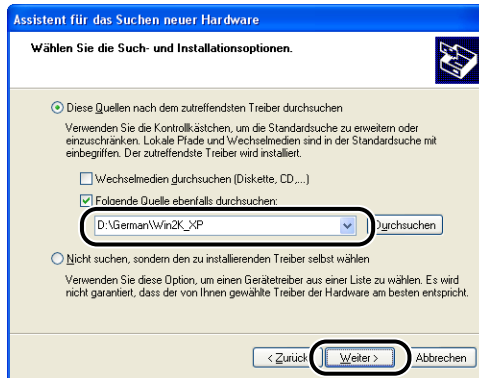 Assistent für das Suchen neuer Hardware
Wählen Sie die Such- und Installationsoptionen.
Diese Quellen nach dem zutreffendsten Treiber durchsuchen
Verwenden Sie die Kontrollkästchen, um die Standardsuche zu erweitern oder
einzuschränken. Lokale Pfade und Wechselmedien sind in der Standardsuche mit
einbegriffen. Der zutreffendste Treiber wird installiert.
Wechselmedien durchsuchen (Diskette, CD,...)
Folgende Quelle ebenfalls durchsuchen:
D:\German\Win2K_XP
Durchsuchen
Nicht suchen, sondern den zu installierenden Treiber selbst wählen
Verwenden Sie diese Option, um einen Gerätetreiber aus einer Liste zu wählen. Es wird
nicht garantiert, dass der von Ihnen gewählte Treiber der Hardware am besten entspricht.
< Zurück Weiter > Abbrechen